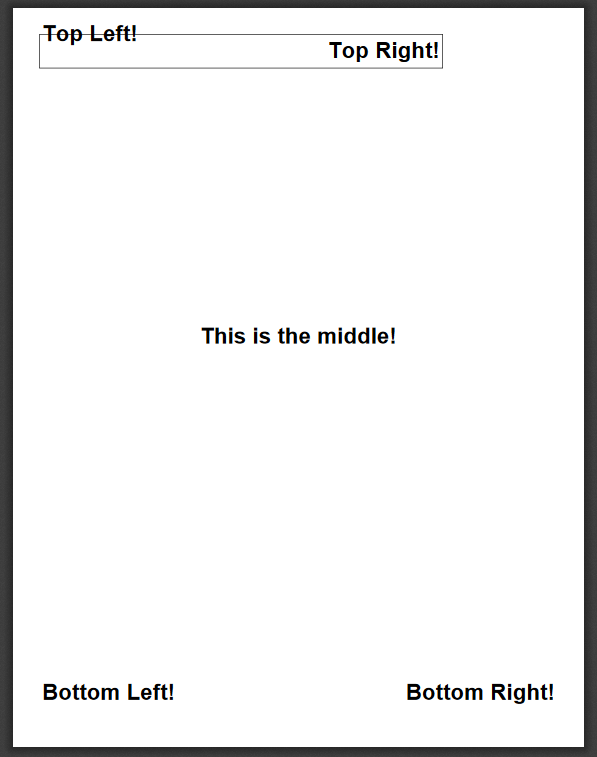 Top Left!
Top Right!
This is the middle!
Bottom Left!
Bottom Right!